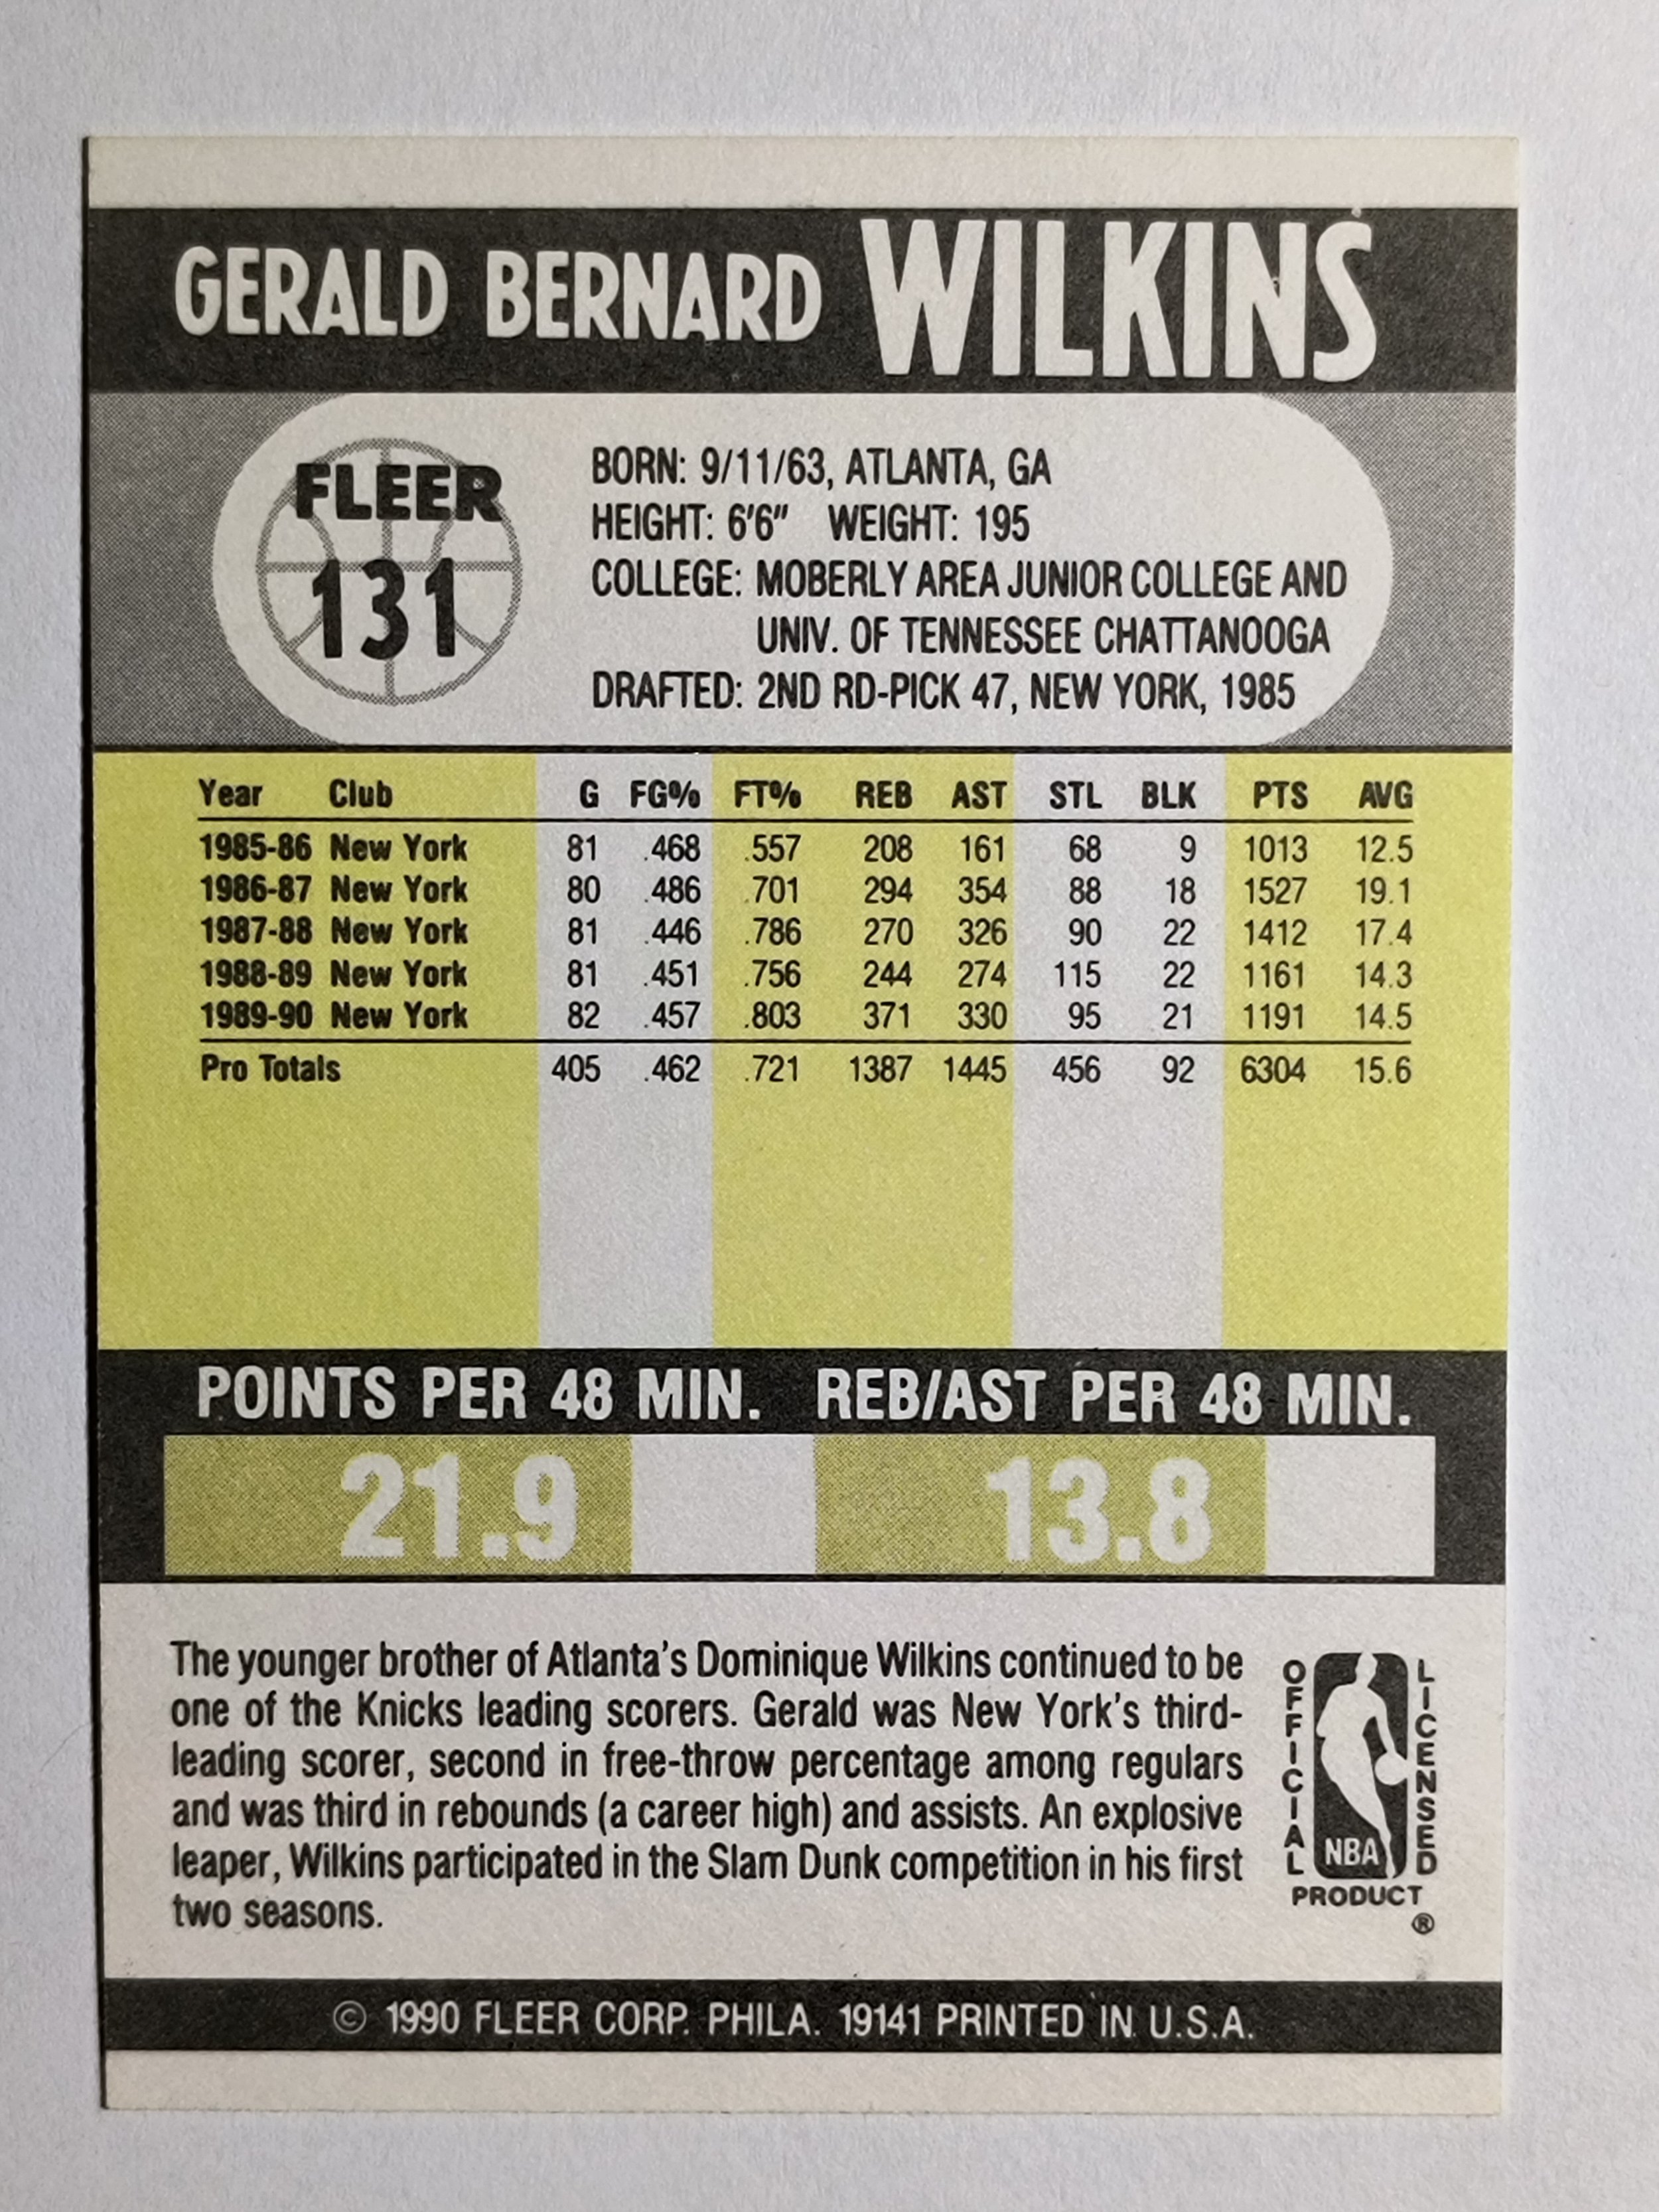 GERALD BERNARD WILKINS
FLEER
131
BORN: 9/11/63, ATLANTA, GA
HEIGHT: 6'6" WEIGHT: 195
COLLEGE: MOBERLY AREA JUNIOR COLLEGE AND
UNIV. OF TENNESSEE CHATTANOOGA
DRAFTED: 2ND RD-PICK 47, NEW YORK, 1985
Year Club G FG% FT% REB AST STL BLK PTS AVG
1985-86 New York 81 .468 .557 208 161 68 9 1013 12.5
1986-87 New York 80 .486 .701 294 354 88 18 1527 19.1
1987-88 New York 81 .446 .786 270 326 90 22 1412 17.4
1988-89 New York 81 .451 .756 244 274 115 22 1161 14.3
1989-90 New York 82 .457 .803 371 330 95 21 1191 14.5
Pro Totals 405 .462 .721 1387 1445 456 92 6304 15.6
POINTS PER 48 MIN. REB/AST PER 48 MIN.
21.9 13.8
The younger brother of Atlanta's Dominique Wilkins continued to be
one of the Knicks leading scorers. Gerald was New York's third-
leading scorer, second in free-throw percentage among regulars
and was third in rebounds (a career high) and assists. An explosive
leaper, Wilkins participated in the Slam Dunk competition in his first
two seasons.
OFFICIAL
NBA
LICENSED
PRODUCT
®
© 1990 FLEER CORP. PHILA. 19141 PRINTED IN U.S.A.